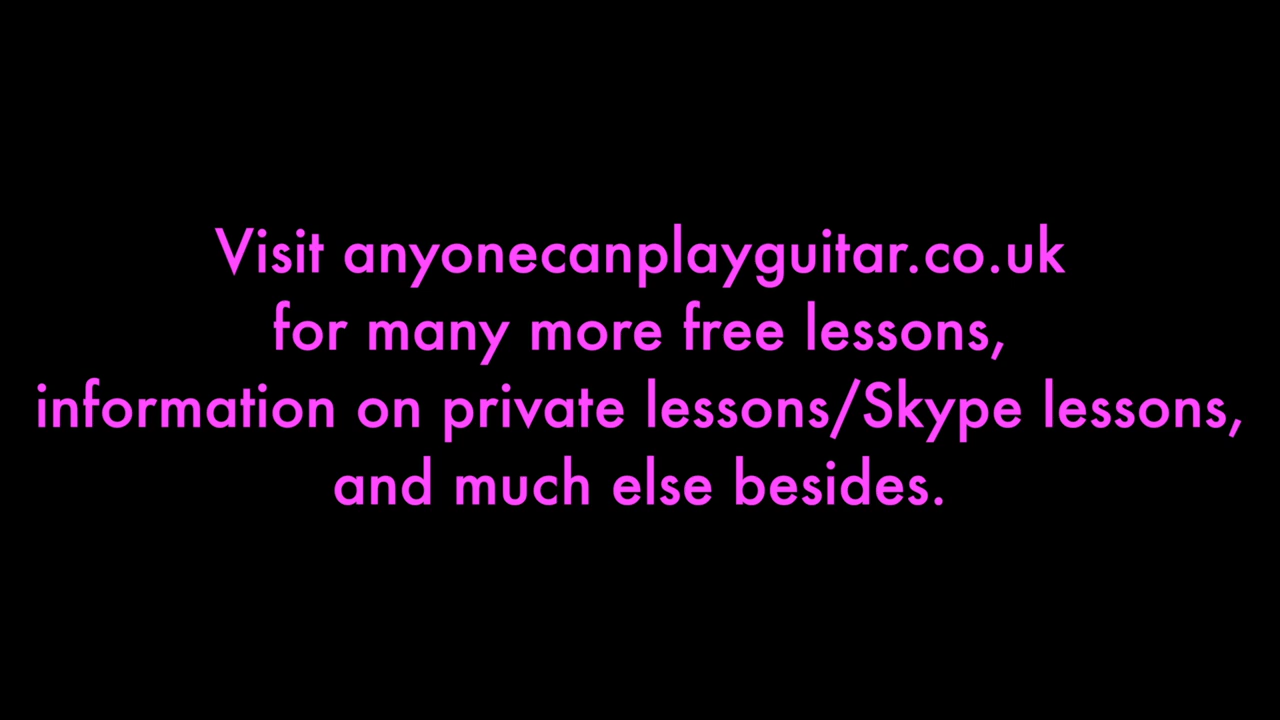 Visit anyonecanplayguitar.co.uk
for many more free lessons,
information on private lessons/Skype lessons,
and much else besides.